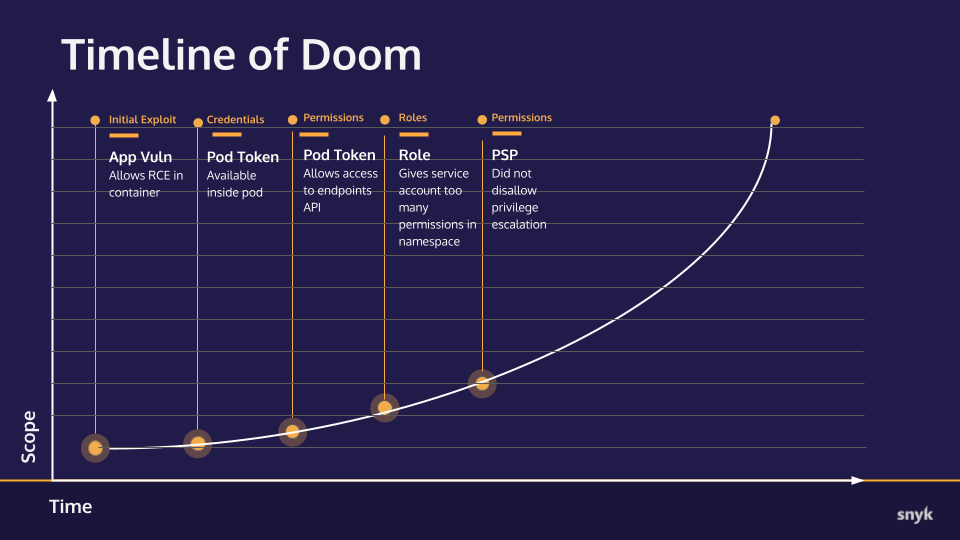 Timeline of Doom
Initial Exploit
App Vuln
Allows RCE in
container
Credentials
Pod Token
Available
inside pod
Permissions
Pod Token
Allows access
to endpoints
API
Roles
Role
Gives service
account too
many
permissions in
namespace
Permissions
PSP
Did not
disallow
privilege
escalation
Scope
Time
snyk